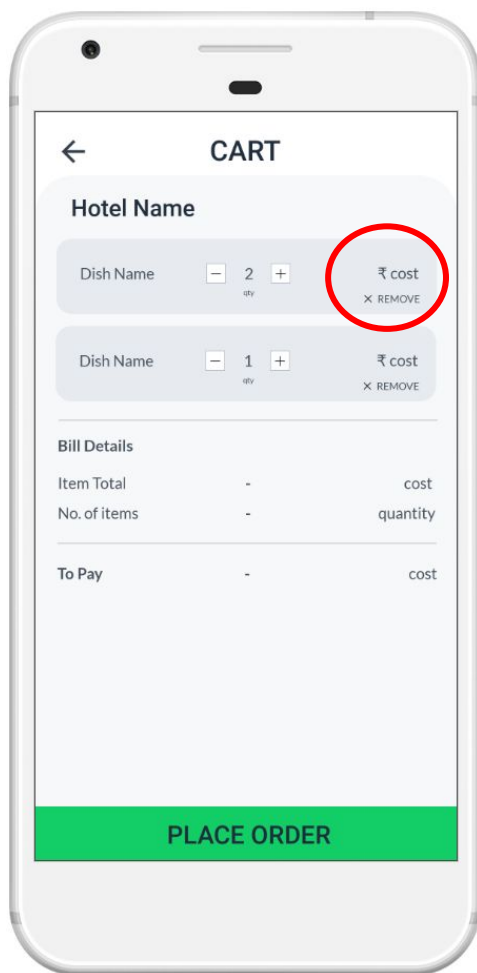 CART
Hotel Name
Dish Name − 2 + ₹ cost
qty × REMOVE
Dish Name − 1 + ₹ cost
qty × REMOVE
Bill Details
Item Total - cost
No. of items - quantity
To Pay - cost
PLACE ORDER